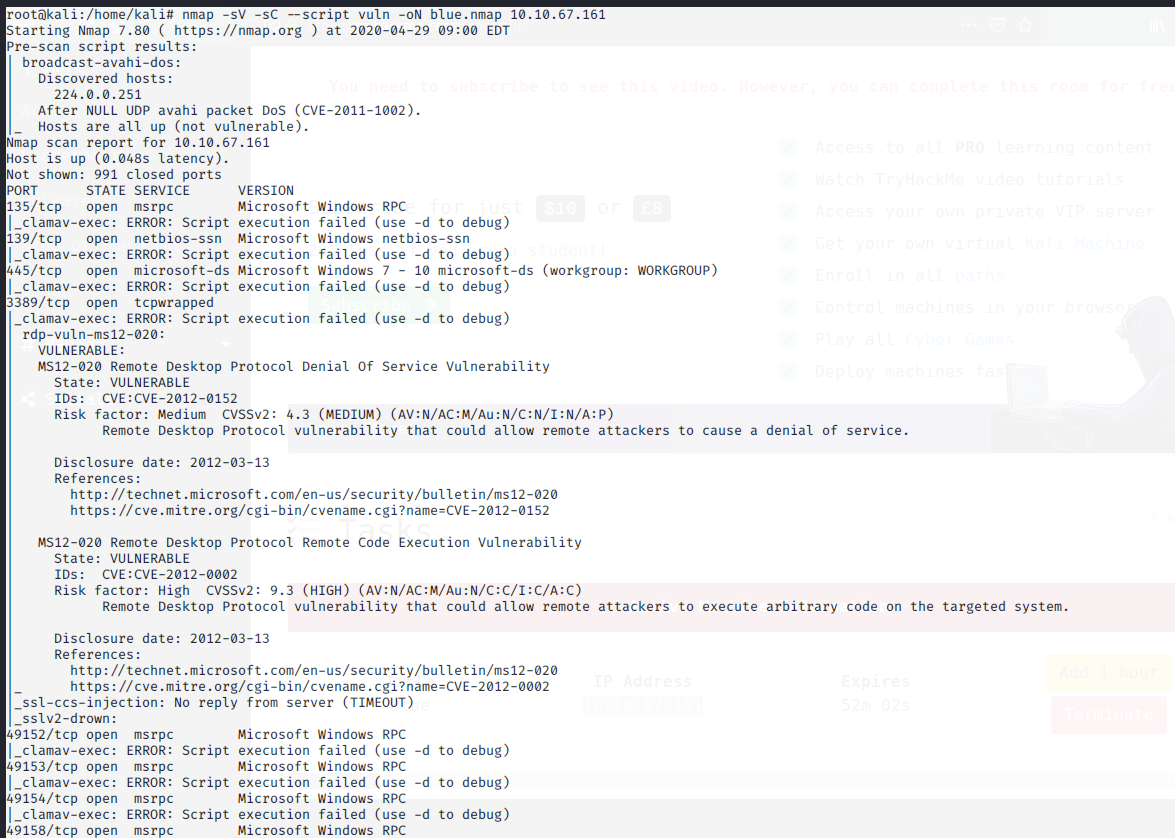 root@kali:/home/kali# nmap -sV -sC --script vuln -oN blue.nmap 10.10.67.161
Starting Nmap 7.80 ( https://nmap.org ) at 2020-04-29 09:00 EDT
Pre-scan script results:
| broadcast-avahi-dos:
|   Discovered hosts:
|     224.0.0.251
|   After NULL UDP avahi packet DoS (CVE-2011-1002).
|_  Hosts are all up (not vulnerable).
Nmap scan report for 10.10.67.161
Host is up (0.048s latency).
Not shown: 991 closed ports
PORT      STATE SERVICE      VERSION
135/tcp   open  msrpc        Microsoft Windows RPC
|_clamav-exec: ERROR: Script execution failed (use -d to debug)
139/tcp   open  netbios-ssn  Microsoft Windows netbios-ssn
|_clamav-exec: ERROR: Script execution failed (use -d to debug)
445/tcp   open  microsoft-ds Microsoft Windows 7 - 10 microsoft-ds (workgroup: WORKGROUP)
|_clamav-exec: ERROR: Script execution failed (use -d to debug)
3389/tcp  open  tcpwrapped
|_clamav-exec: ERROR: Script execution failed (use -d to debug)
| rdp-vuln-ms12-020:
|   VULNERABLE:
|   MS12-020 Remote Desktop Protocol Denial Of Service Vulnerability
|     State: VULNERABLE
|     IDs:  CVE:CVE-2012-0152
|     Risk factor: Medium  CVSSv2: 4.3 (MEDIUM) (AV:N/AC:M/Au:N/C:N/I:N/A:P)
|           Remote Desktop Protocol vulnerability that could allow remote attackers to cause a denial of service.
|
|     Disclosure date: 2012-03-13
|     References:
|       http://technet.microsoft.com/en-us/security/bulletin/ms12-020
|       https://cve.mitre.org/cgi-bin/cvename.cgi?name=CVE-2012-0152
|
|   MS12-020 Remote Desktop Protocol Remote Code Execution Vulnerability
|     State: VULNERABLE
|     IDs:  CVE:CVE-2012-0002
|     Risk factor: High  CVSSv2: 9.3 (HIGH) (AV:N/AC:M/Au:N/C:C/I:C/A:C)
|           Remote Desktop Protocol vulnerability that could allow remote attackers to execute arbitrary code on the targeted system.
|
|     Disclosure date: 2012-03-13
|     References:
|       http://technet.microsoft.com/en-us/security/bulletin/ms12-020
|_      https://cve.mitre.org/cgi-bin/cvename.cgi?name=CVE-2012-0002
|_ssl-ccs-injection: No reply from server (TIMEOUT)
|_sslv2-drown:
49152/tcp open  msrpc        Microsoft Windows RPC
|_clamav-exec: ERROR: Script execution failed (use -d to debug)
49153/tcp open  msrpc        Microsoft Windows RPC
|_clamav-exec: ERROR: Script execution failed (use -d to debug)
49154/tcp open  msrpc        Microsoft Windows RPC
|_clamav-exec: ERROR: Script execution failed (use -d to debug)
49158/tcp open  msrpc        Microsoft Windows RPC
You need to subscribe to see this video. However, you can complete this room for free
for just $10 or £8
student!
Subscribe
Access to all PRO learning content
Watch TryHackMe video tutorials
Access your own private VIP server
Get your own virtual Kali Machine
Enroll in all paths
Control machines in your browser
Play all Cyber Games
Deploy machines fas
Tasks
IP Address
Expires
52m 02s
Add 1 hour
Terminate